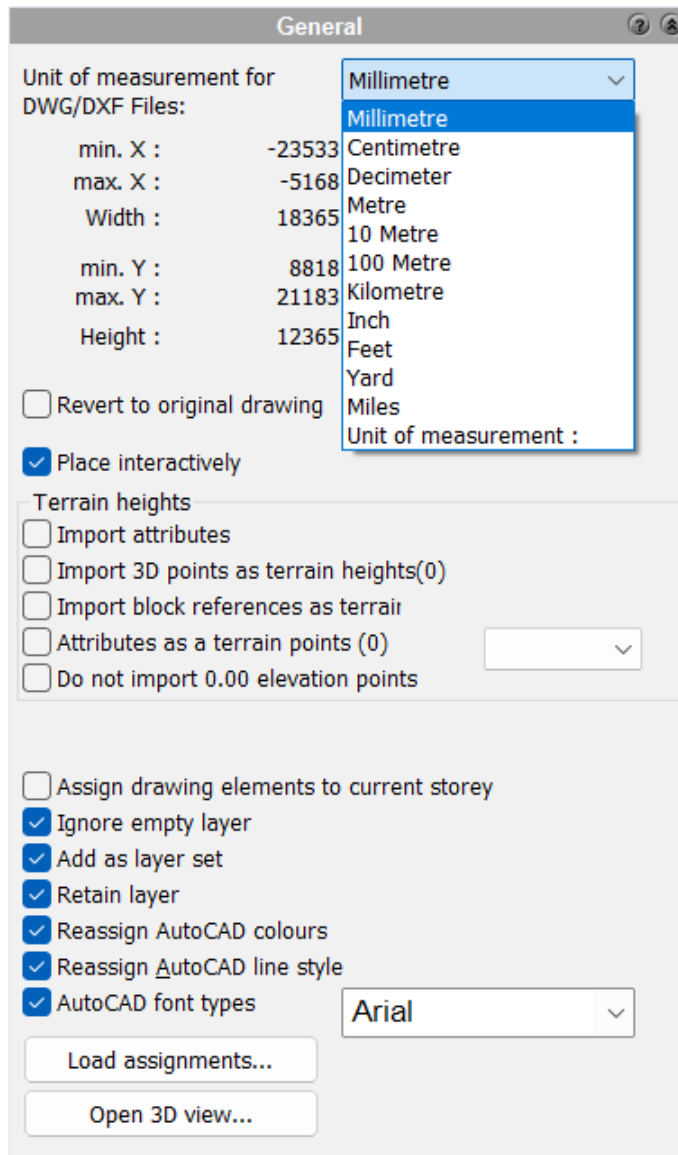 General
Unit of measurement for
DWG/DXF Files:
Millimetre
Millimetre
Centimetre
Decimeter
Metre
10 Metre
100 Metre
Kilometre
Inch
Feet
Yard
Miles
Unit of measurement :
min. X : -23533
max. X : -5168
Width : 18365
min. Y : 8818
max. Y : 21183
Height : 12365
Revert to original drawing
Place interactively
Terrain heights
Import attributes
Import 3D points as terrain heights(0)
Import block references as terrair
Attributes as a terrain points (0)
Do not import 0.00 elevation points
Assign drawing elements to current storey
Ignore empty layer
Add as layer set
Retain layer
Reassign AutoCAD colours
Reassign AutoCAD line style
AutoCAD font types Arial
Load assignments...
Open 3D view...